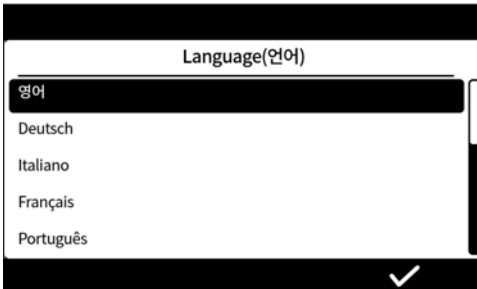 Language(언어)
영어
Deutsch
Italiano
Français
Português